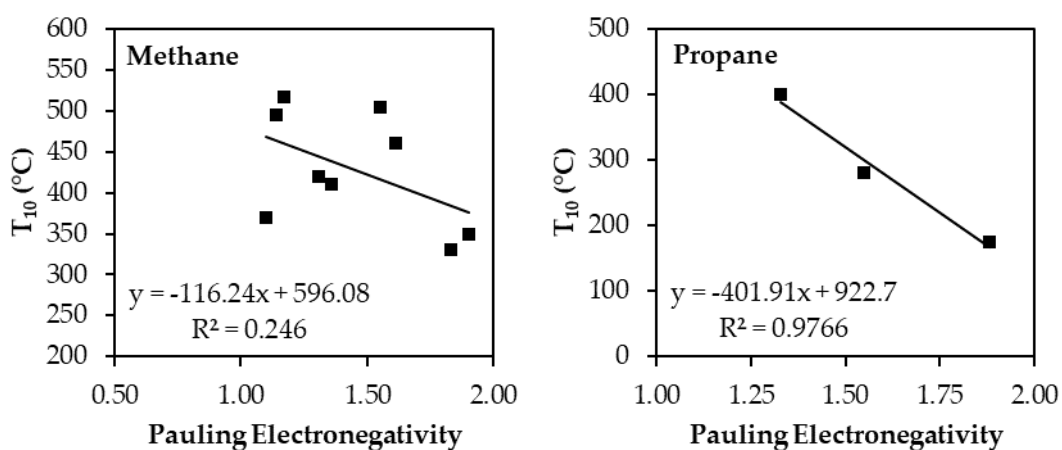 Methane
T₁₀ (°C)
600
550
500
450
400
350
300
250
200
y = -116.24x + 596.08
R² = 0.246
0.50 1.00 1.50 2.00
Pauling Electronegativity
Propane
T₁₀ (°C)
500
400
300
200
100
0
y = -401.91x + 922.7
R² = 0.9766
1.00 1.25 1.50 1.75 2.00
Pauling Electronegativity